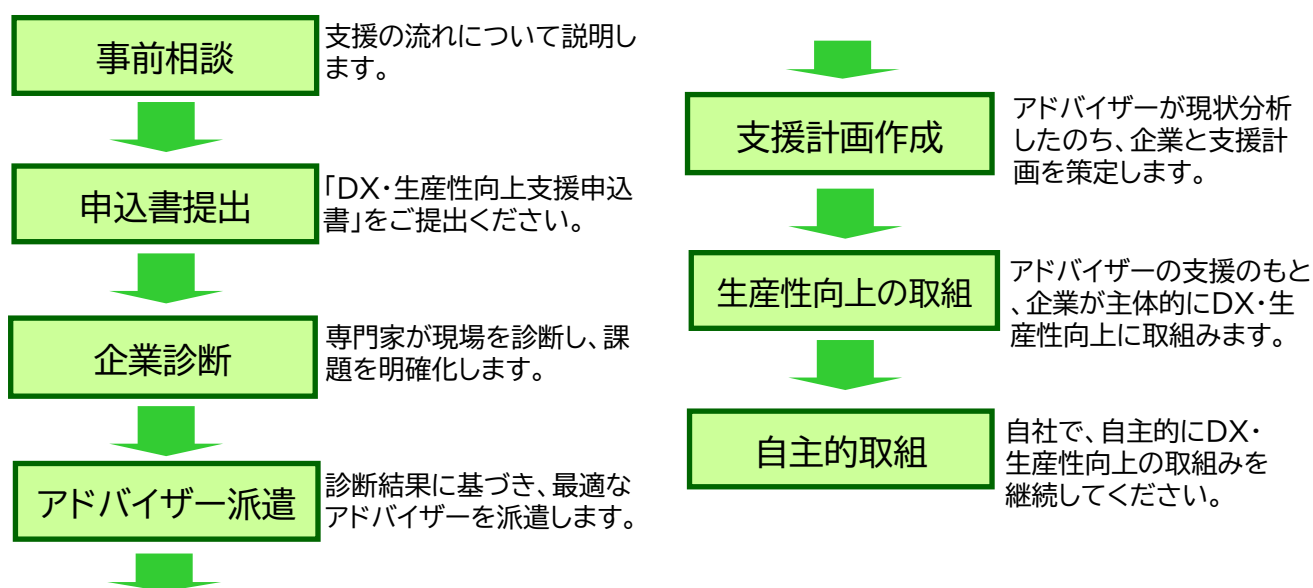 事前相談
支援の流れについて説明し
ます。
申込書提出
「DX・生産性向上支援申込
書」をご提出ください。
企業診断
専門家が現場を診断し、課
題を明確化します。
アドバイザー派遣
診断結果に基づき、最適な
アドバイザーを派遣します。
支援計画作成
アドバイザーが現状分析
したのち、企業と支援計
画を策定します。
生産性向上の取組
アドバイザーの支援のもと
、企業が主体的にDX・生
産性向上に取組みます。
自主的取組
自社で、自主的にDX・
生産性向上の取組みを
継続してください。